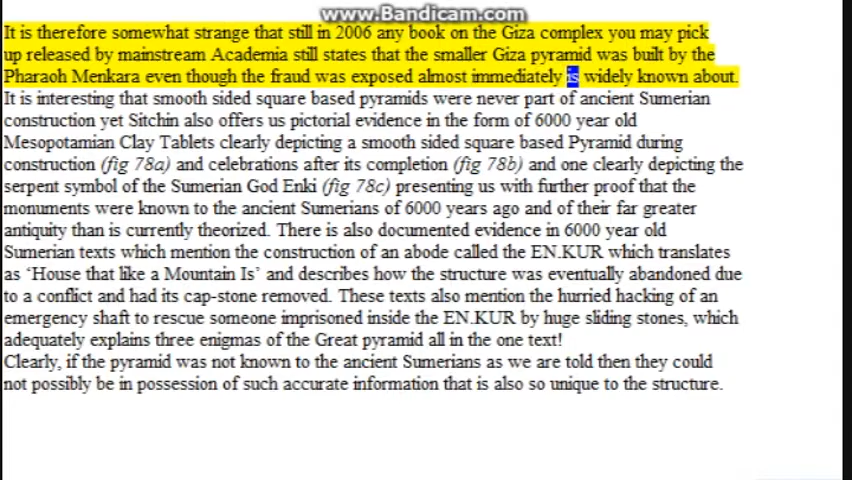 www.Bandicam.com
It is therefore somewhat strange that still in 2006 any book on the Giza complex you may pick
up released by mainstream Academia still states that the smaller Giza pyramid was built by the
Pharaoh Menkara even though the fraud was exposed almost immediately is widely known about.
It is interesting that smooth sided square based pyramids were never part of ancient Sumerian
construction yet Sitchin also offers us pictorial evidence in the form of 6000 year old
Mesopotamian Clay Tablets clearly depicting a smooth sided square based Pyramid during
construction (fig 78a) and celebrations after its completion (fig 78b) and one clearly depicting the
serpent symbol of the Sumerian God Enki (fig 78c) presenting us with further proof that the
monuments were known to the ancient Sumerians of 6000 years ago and of their far greater
antiquity than is currently theorized. There is also documented evidence in 6000 year old
Sumerian texts which mention the construction of an abode called the EN.KUR which translates
as ‘House that like a Mountain Is’ and describes how the structure was eventually abandoned due
to a conflict and had its cap-stone removed. These texts also mention the hurried hacking of an
emergency shaft to rescue someone imprisoned inside the EN.KUR by huge sliding stones, which
adequately explains three enigmas of the Great pyramid all in the one text!
Clearly, if the pyramid was not known to the ancient Sumerians as we are told then they could
not possibly be in possession of such accurate information that is also so unique to the structure.